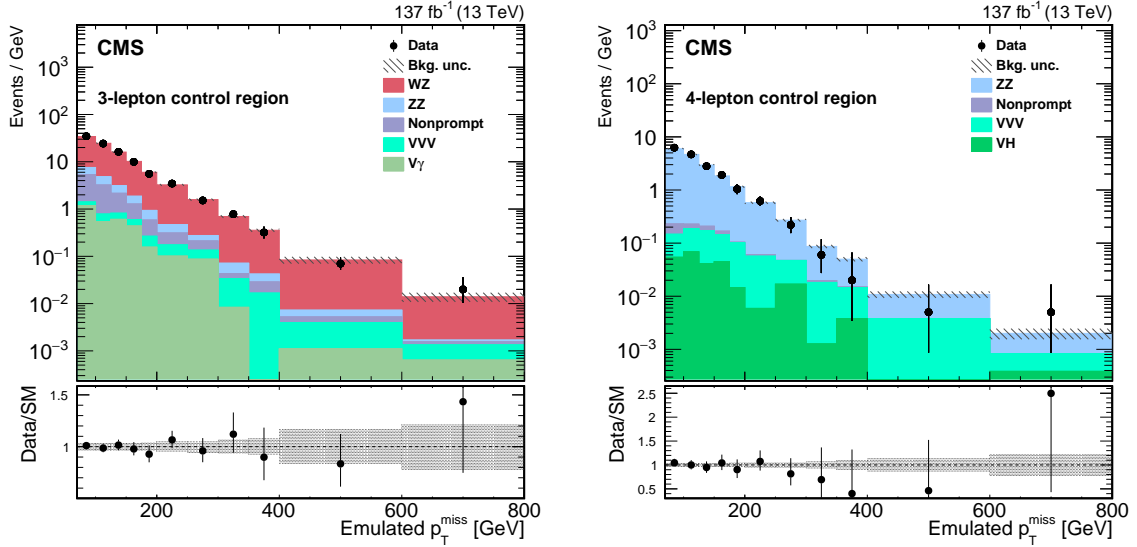 137 fb⁻¹ (13 TeV)
CMS
3-lepton control region
Data
Bkg. unc.
WZ
ZZ
Nonprompt
VVV
Vγ
Events / GeV
10³
10²
10
1
10⁻¹
10⁻²
10⁻³
Data/SM
1.5
1
200 400 600 800
Emulated p_T^miss [GeV]
137 fb⁻¹ (13 TeV)
CMS
4-lepton control region
Data
Bkg. unc.
ZZ
Nonprompt
VVV
VH
Events / GeV
10³
10²
10
1
10⁻¹
10⁻²
10⁻³
Data/SM
2.5
2
1.5
1
0.5
200 400 600 800
Emulated p_T^miss [GeV]